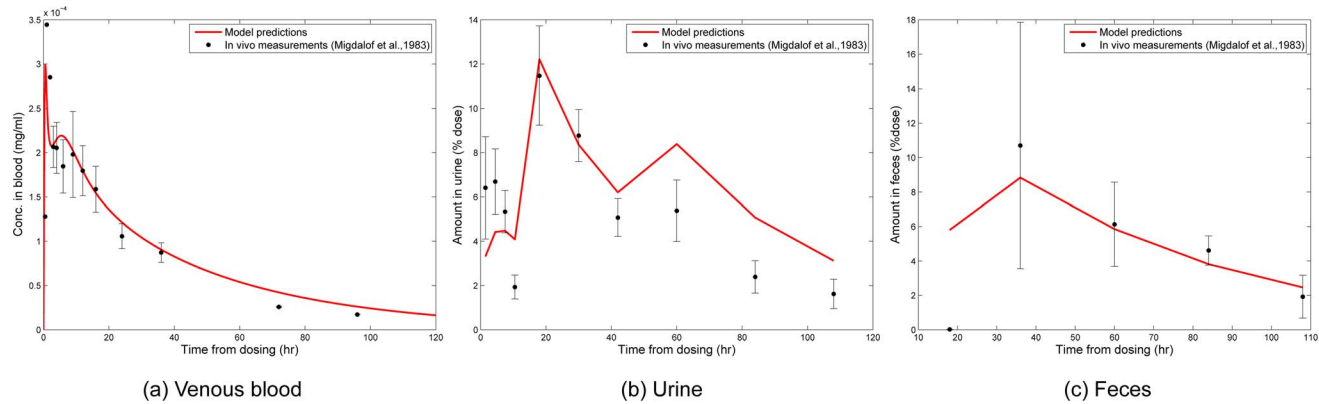 x 10⁻⁴
4
3.5
3
2.5
2
1.5
1
0.5
0
0 20 40 60 80 100 120
Conc. in blood (mg/ml)
Time from dosing (hr)
Model predictions
In vivo measurements (Migdalof et al.,1983)
(a) Venous blood
14
12
10
8
6
4
2
0
0 20 40 60 80 100 120
Amount in urine (% dose)
Time from dosing (hr)
Model predictions
In vivo measurements (Migdalof et al.,1983)
(b) Urine
18
16
14
12
10
8
6
4
2
0
10 20 30 40 50 60 70 80 90 100 110
Amount in feces (%dose)
Time from dosing (hr)
Model predictions
In vivo measurements (Migdalof et al.,1983)
(c) Feces